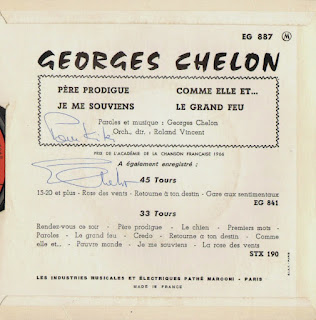 EG 887 M
GEORGES CHELON
PÈRE PRODIGUE COMME ELLE ET...
JE ME SOUVIENS LE GRAND FEU
Paroles et musique : Georges Chelon
Orch. dir. : Roland Vincent
PRIX DE L'ACADÉMIE DE LA CHANSON FRANÇAISE 1966
A également enregistré :
45 Tours
15-20 et plus - Rose des vents - Retourne à ton destin - Gare aux sentimentaux
EG 841
33 Tours
Rendez-vous ce soir - Père prodigue - Le chien - Premiers mots -
Paroles - Le grand feu - Credo - Retourne à ton destin - Comme
elle et... - Pauvre monde - Je me souviens - La rose des vents
STX 190
LES INDUSTRIES MUSICALES ET ÉLECTRIQUES PATHÉ MARCONI - PARIS
MADE IN FRANCE